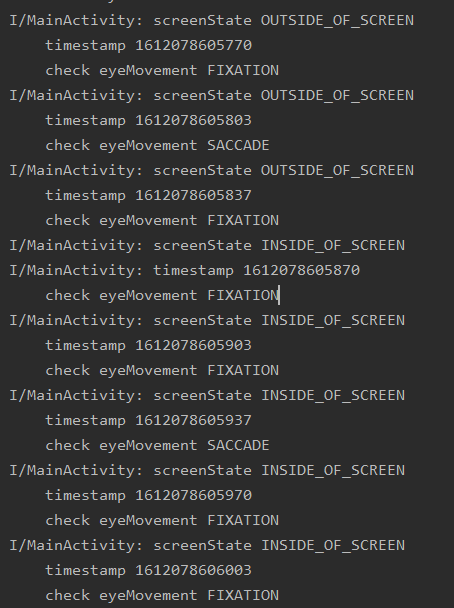 I/MainActivity: screenState OUTSIDE_OF_SCREEN
    timestamp 1612078605770
    check eyeMovement FIXATION
I/MainActivity: screenState OUTSIDE_OF_SCREEN
    timestamp 1612078605803
    check eyeMovement SACCADE
I/MainActivity: screenState OUTSIDE_OF_SCREEN
    timestamp 1612078605837
    check eyeMovement FIXATION
I/MainActivity: screenState INSIDE_OF_SCREEN
I/MainActivity: timestamp 1612078605870
    check eyeMovement FIXATION
I/MainActivity: screenState INSIDE_OF_SCREEN
    timestamp 1612078605903
    check eyeMovement FIXATION
I/MainActivity: screenState INSIDE_OF_SCREEN
    timestamp 1612078605937
    check eyeMovement SACCADE
I/MainActivity: screenState INSIDE_OF_SCREEN
    timestamp 1612078605970
    check eyeMovement FIXATION
I/MainActivity: screenState INSIDE_OF_SCREEN
    timestamp 1612078606003
    check eyeMovement FIXATION